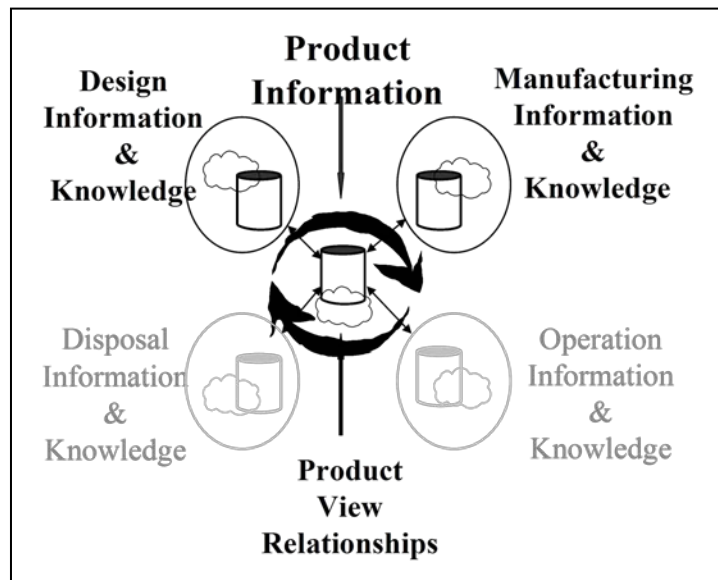 Product
Information
Design
Information
&
Knowledge
Manufacturing
Information
&
Knowledge
Disposal
Information
&
Knowledge
Operation
Information
&
Knowledge
Product
View
Relationships